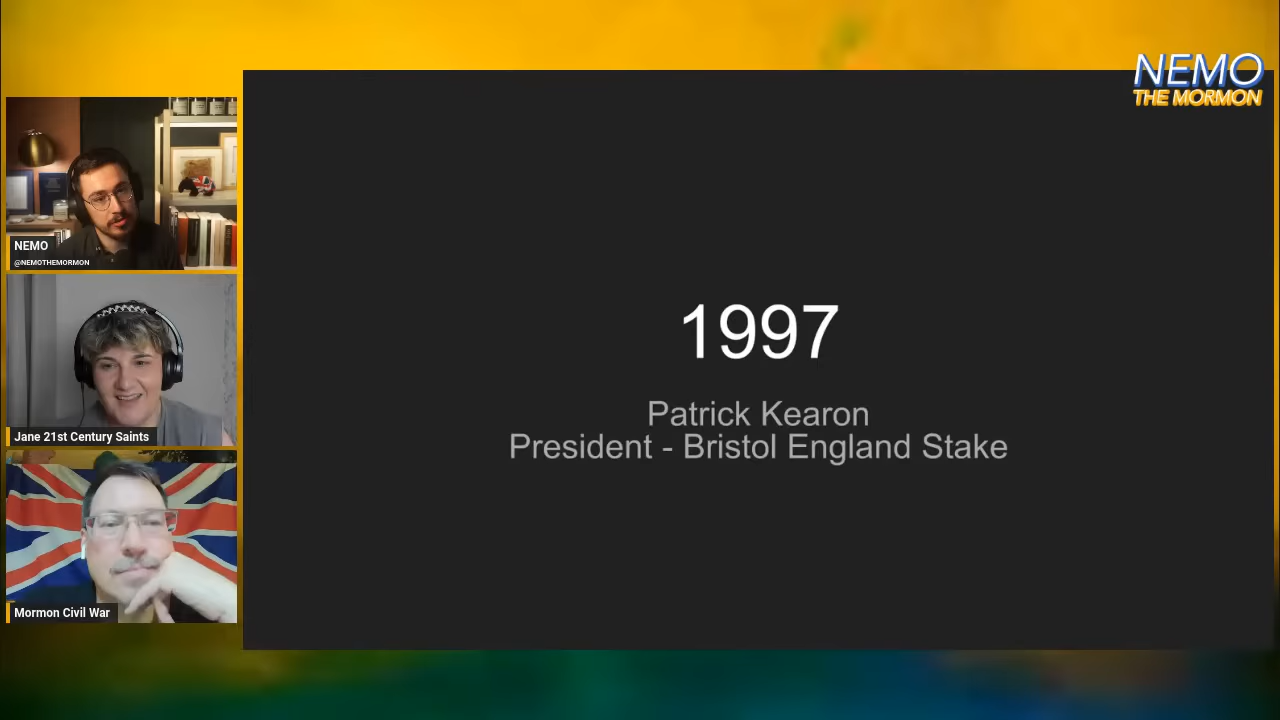 NEMO
THE MORMON
NEMO
@NEMOTHEMORMON
Jane 21st Century Saints
Mormon Civil War
1997
Patrick Kearon
President - Bristol England Stake